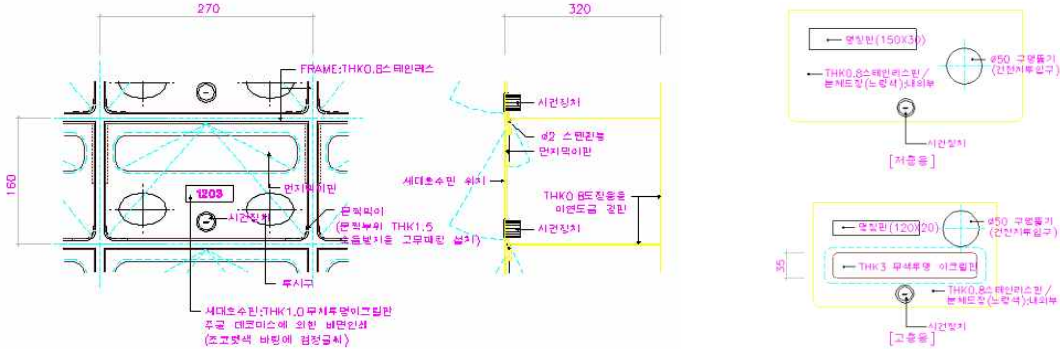 270
320
160
FRAME:THK0.8스테인레스
시건장치
ø2 스텐환봉
먼지막이판
세대호수판 위치
THK0.8도장용융
아연도금 강판
시건장치
1203
먼지막이판
시건장치
문턱막이
(문턱부위 THK1.5
소음방지용 고무패킹 설치)
투시구
세대호수판:THK1.0무색투명아크릴판
주공 데코미스에 의한 배면인쇄
(초코렛색 바탕에 검정글씨)
명칭판(150X30)
ø50 구멍뚫기
(건전지투입구)
THK0.8스테인리스판/
분체도장(노랑색):내외부
시건장치
[저층용]
명칭판(120X20)
ø50 구멍뚫기
(건전지투입구)
35
THK3 무색투명 아크릴판
THK0.8스테인리스판/
분체도장(노랑색):내외부
시건장치
[고층용]